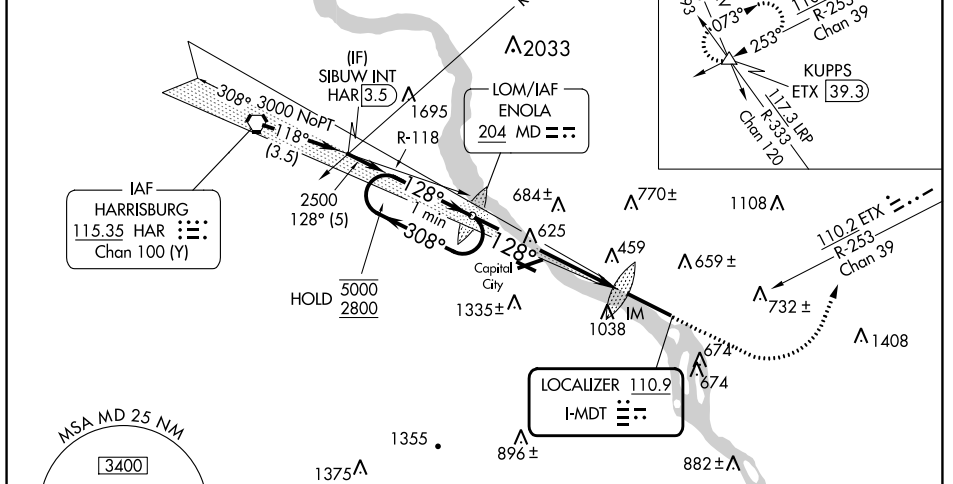 R
(IF)
SIBUW INT
HAR 3.5
2033
1695
LOM/IAF
ENOLA
204 MD
R-118
308° 3000 NoPT
118°
(3.5)
2500
128° (5)
128°
1 min
308°
128°
IAF
HARRISBURG
115.35 HAR
Chan 100 (Y)
HOLD
5000
2800
684±
770±
1108
625
459
659 ±
Capital
City
1335±
1038
IM
732 ±
1408
674
674
110.2 ETX
R-253
Chan 39
LOCALIZER 110.9
I-MDT
93
073°
253°
R-253
Chan 39
KUPPS
ETX 39.3
117.3 LRP
R-333
Chan 120
MSA MD 25 NM
3400
1355
1375
896 ±
882 ±